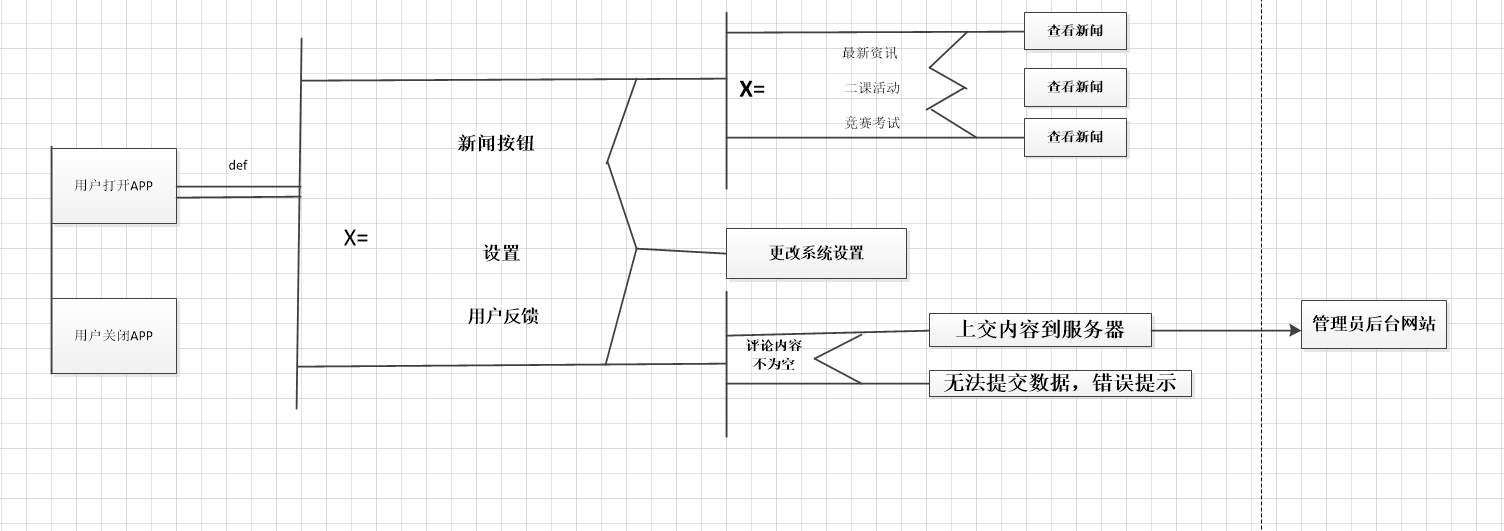 用户打开APP
def
用户关闭APP
X=
新闻按钮
设置
用户反馈
X=
最新资讯
二课活动
竞赛考试
查看新闻
查看新闻
查看新闻
更改系统设置
评论内容
不为空
上交内容到服务器
无法提交数据，错误提示
管理员后台网站